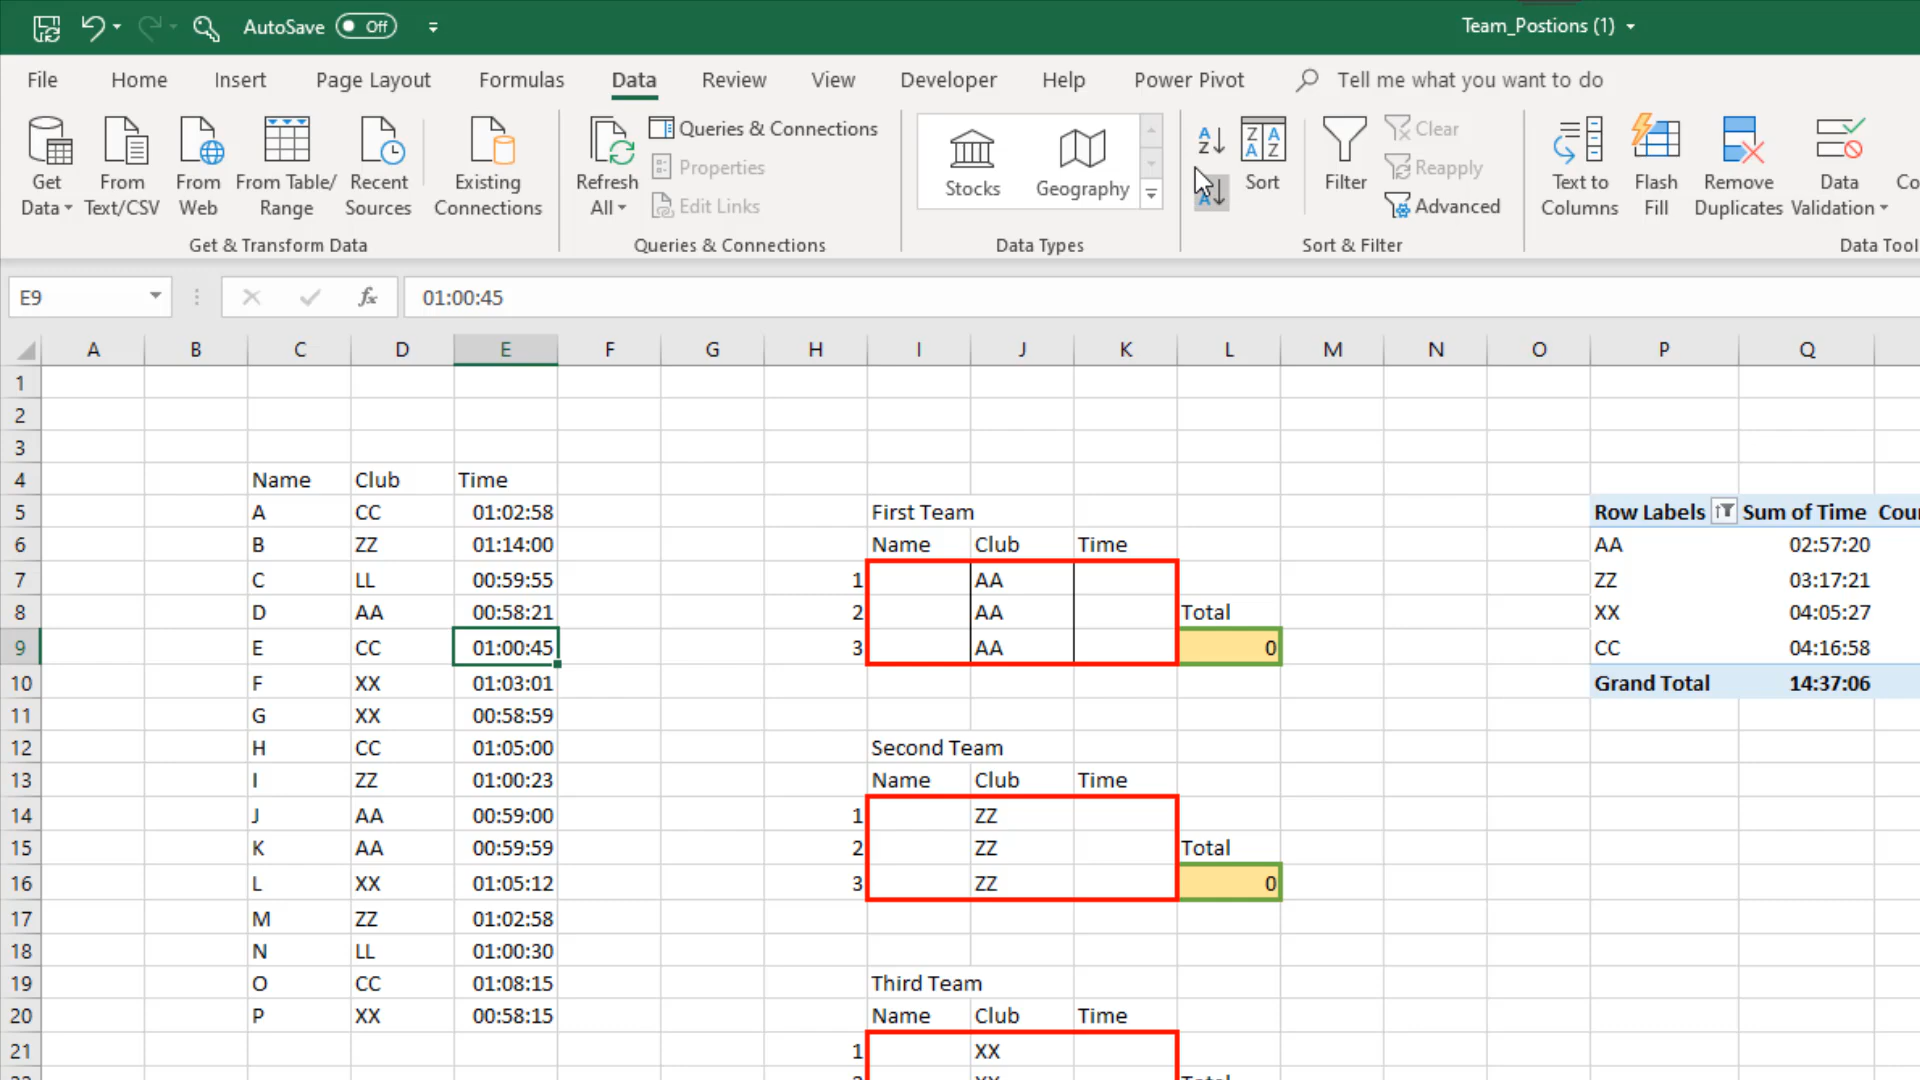 AutoSave Off Team_Postions (1)
File Home Insert Page Layout Formulas Data Review View Developer Help Power Pivot Tell me what you want to do
Get Data From Text/CSV From Web From Table/ Range Recent Sources Existing Connections
Get & Transform Data
Refresh All Queries & Connections
Properties
Edit Links
Queries & Connections
Stocks Geography
Data Types
Sort Filter Clear
Reapply
Advanced
Sort & Filter
Text to Columns Flash Fill Remove Duplicates Data Validation Co
Data Tool
E9 fx 01:00:45
A B C D E F G H I J K L M N O P Q
1
2
3
4 Name Club Time
5 A CC 01:02:58 First Team Row Labels Sum of Time Cou
6 B ZZ 01:14:00 Name Club Time AA 02:57:20
7 C LL 00:59:55 1 AA ZZ 03:17:21
8 D AA 00:58:21 2 AA Total XX 04:05:27
9 E CC 01:00:45 3 AA 0 CC 04:16:58
10 F XX 01:03:01 Grand Total 14:37:06
11 G XX 00:58:59
12 H CC 01:05:00 Second Team
13 I ZZ 01:00:23 Name Club Time
14 J AA 00:59:00 1 ZZ
15 K AA 00:59:59 2 ZZ Total
16 L XX 01:05:12 3 ZZ 0
17 M ZZ 01:02:58
18 N LL 01:00:30
19 O CC 01:08:15 Third Team
20 P XX 00:58:15 Name Club Time
21 1 XX